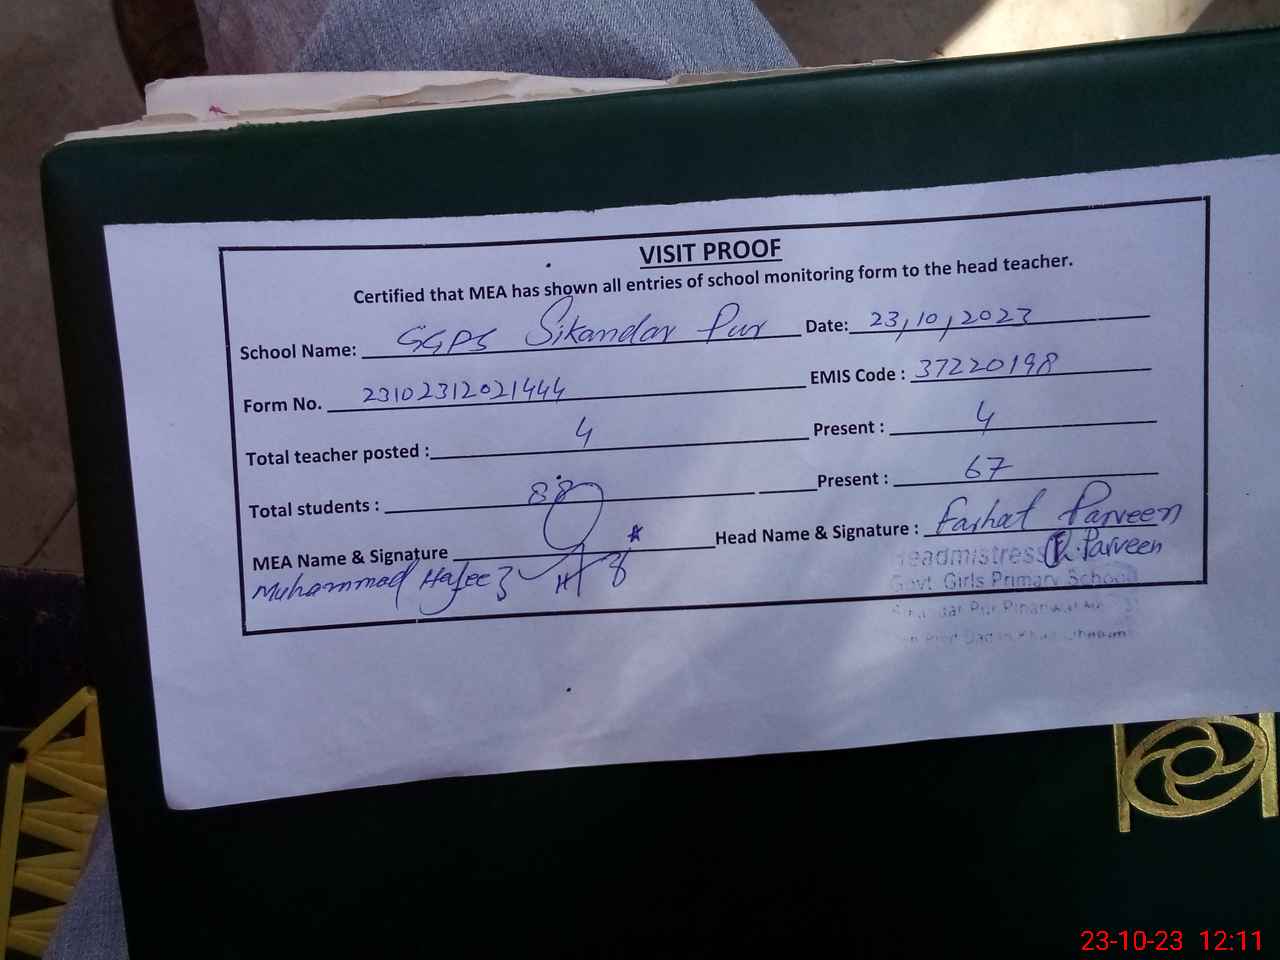 VISIT PROOF
Certified that MEA has shown all entries of school monitoring form to the head teacher.
School Name: GGPS Sikandar Pur Date: 23,10,2023
Form No. 23102312021444 EMIS Code : 37220198
Total teacher posted : 4 Present : 4
Total students : 88 Present : 67
MEA Name & Signature Head Name & Signature : Farhat Parveen
Muhammad Hafeez
Headmistress Parveen
Govt. Girls Primary School
Pur
23-10-23 12:11